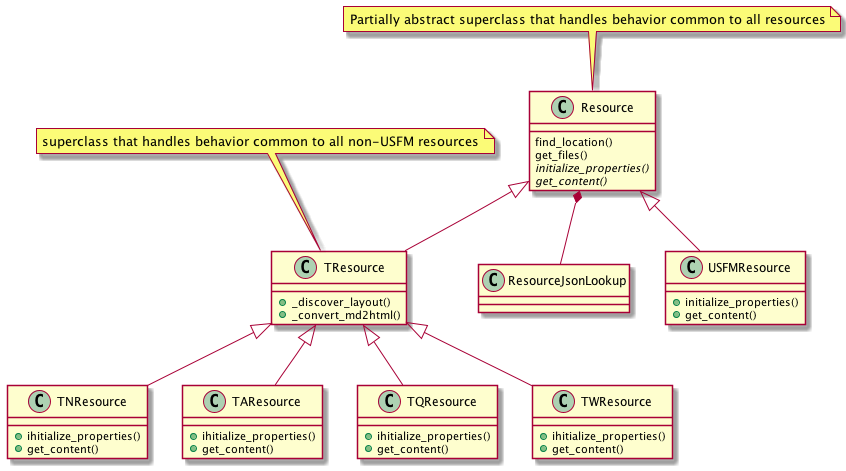 Partially abstract superclass that handles behavior common to all resources
C Resource
find_location()
get_files()
initialize_properties()
get_content()
superclass that handles behavior common to all non-USFM resources
C TResource
_discover_layout()
_convert_md2html()
C ResourceJsonLookup
C USFMResource
initialize_properties()
get_content()
C TNResource
ihitialize_properties()
get_content()
C TAResource
ihitialize_properties()
get_content()
C TQResource
ihitialize_properties()
get_content()
C TWResource
ihitialize_properties()
get_content()